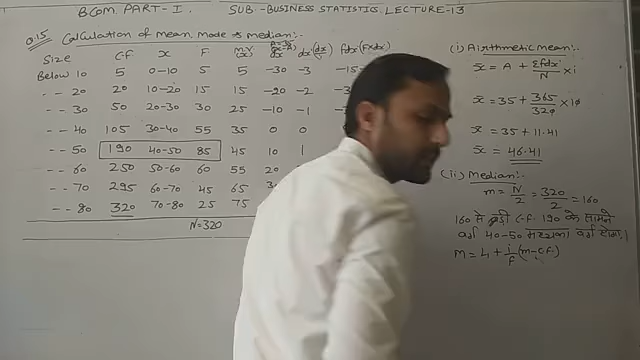 BCOM. PART-I. SUB.-BUSINESS STATISTICS LECTURE-13
Q.15 Calculation of mean, mode & median:-
Size C.F x F M.V. (x) A=35 dx dx' fdx' (Fxdx')
Below 10 5 0-10 5 5 -30 -3 -15
-- 20 20 10-20 15 15 -20 -2 -3
-- 30 50 20-30 30 25 -10 -1
-- 40 105 30-40 55 35 0 0
-- 50 190 40-50 85 45 10 1
-- 60 250 50-60 60 55 20
-- 70 295 60-70 45 65
-- 80 320 70-80 25 75
N=320
(i) Airthmetic mean:-
x̄ = A + Σfdx'/N × i
x̄ = 35 + 365/320 × 10
x̄ = 35 + 11.41
x̄ = 46.41
(ii) Median:-
m = N/2 = 320/2 = 160
160 से बड़ी C.F. 190 के सामने
वर्ग 40-50 मध्यका वर्ग होगा।
M = L₁ + i/f (m-C.F.)